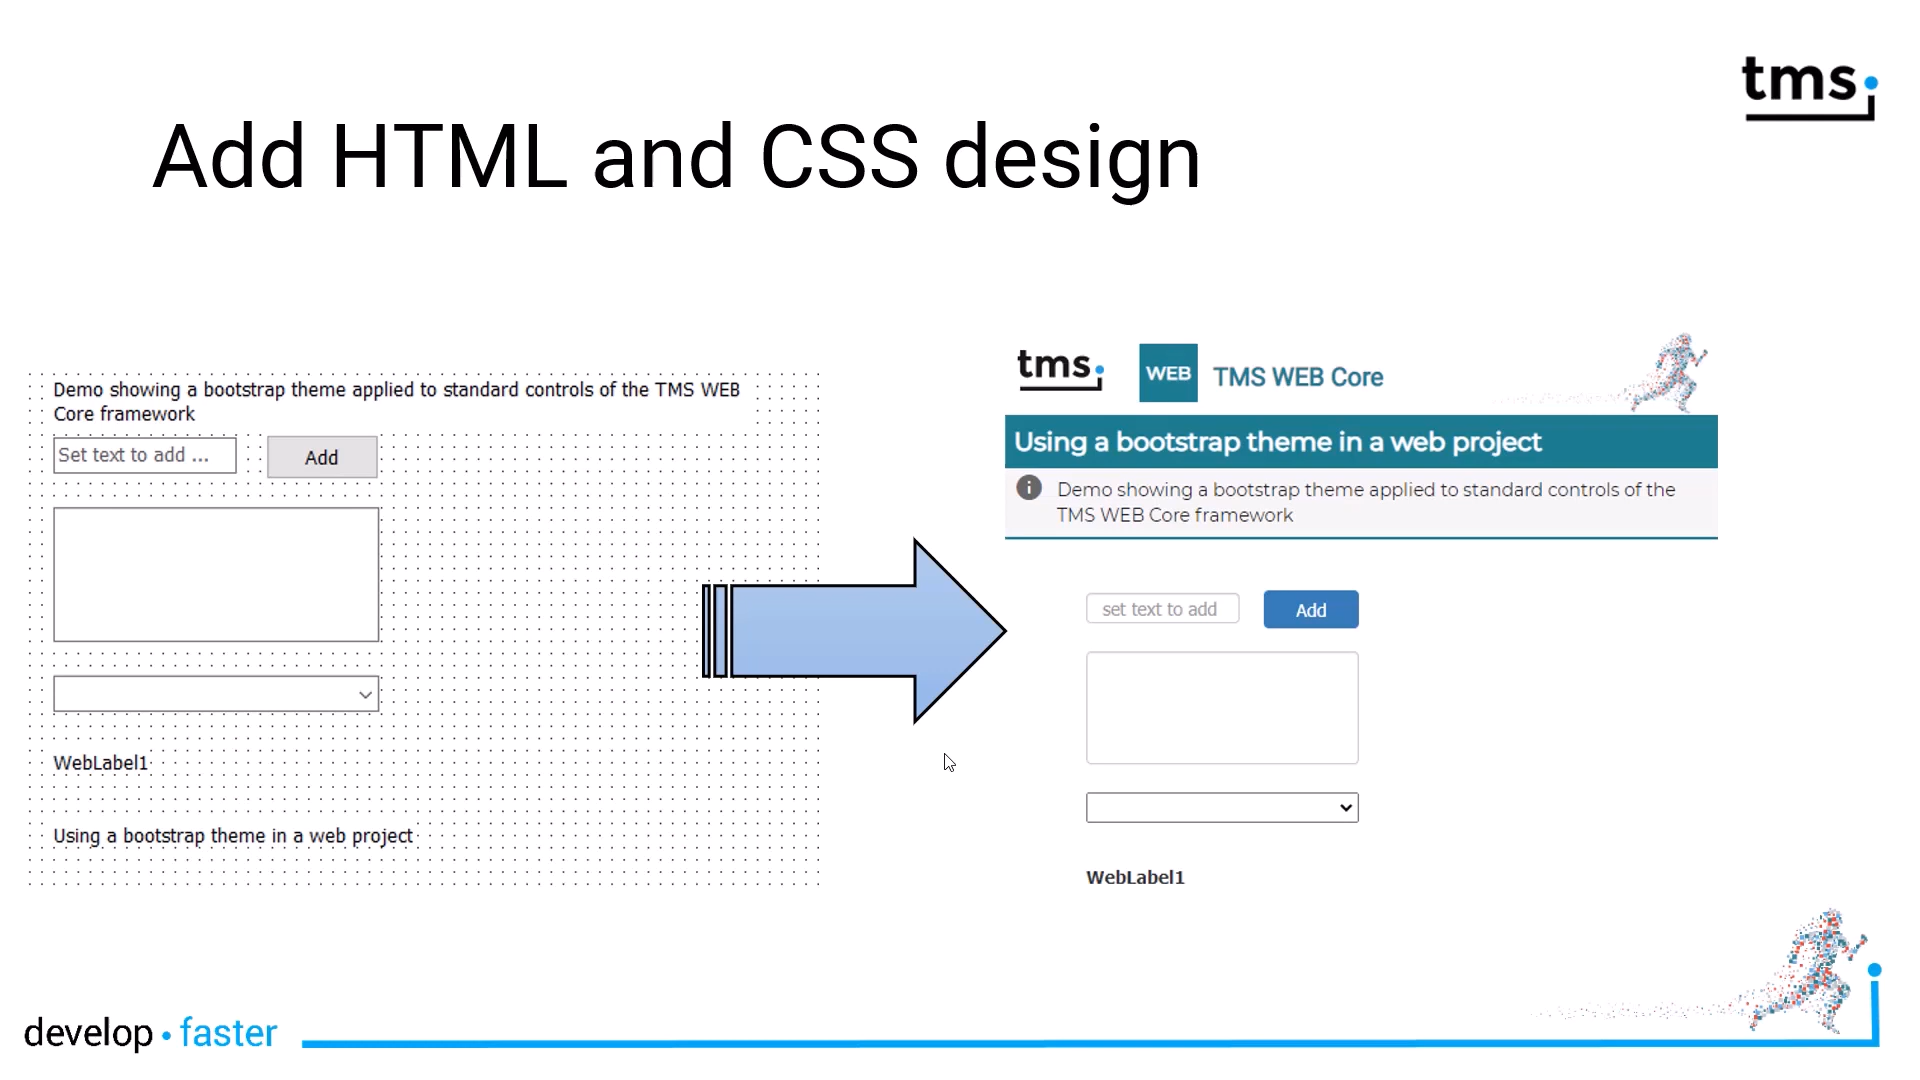 tms
Add HTML and CSS design
Demo showing a bootstrap theme applied to standard controls of the TMS WEB
Core framework
Set text to add ...
Add
WebLabel1
Using a bootstrap theme in a web project
tms
WEB
TMS WEB Core
Using a bootstrap theme in a web project
i
Demo showing a bootstrap theme applied to standard controls of the
TMS WEB Core framework
set text to add
Add
WebLabel1
develop • faster